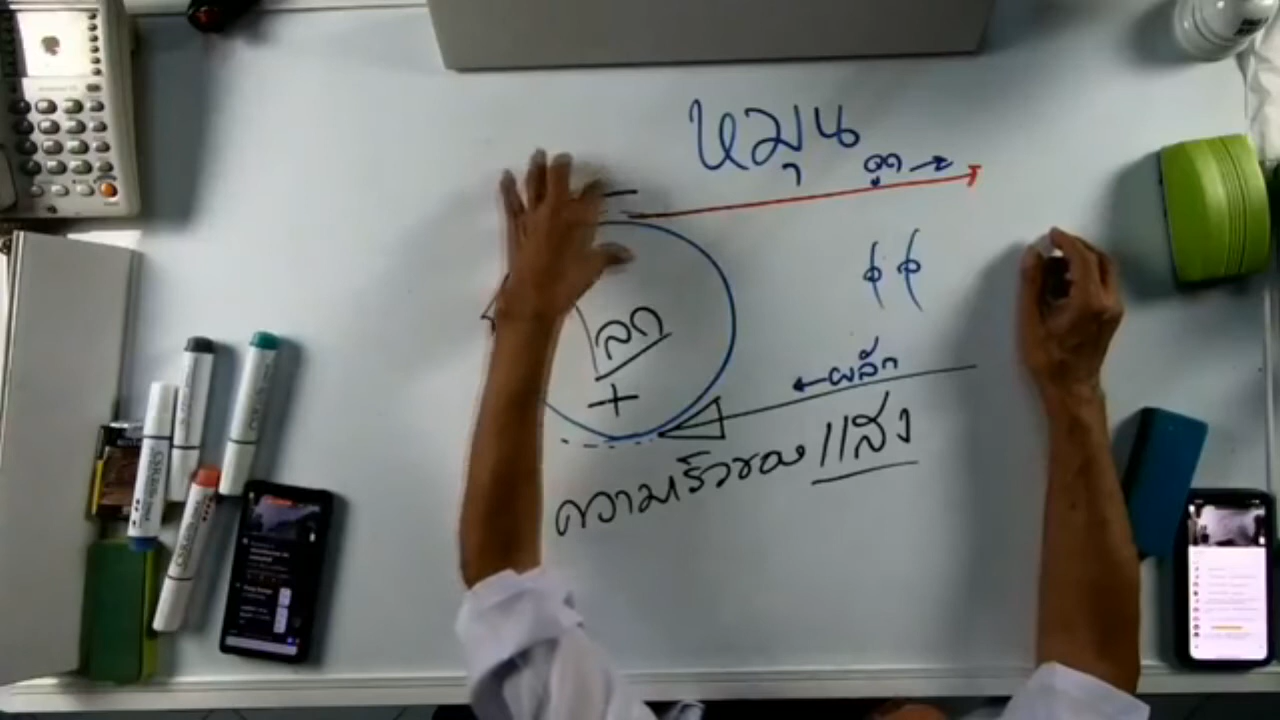 หมุน
ดูด →
ลก
+
← ผลัก
ความเร็วของแสง